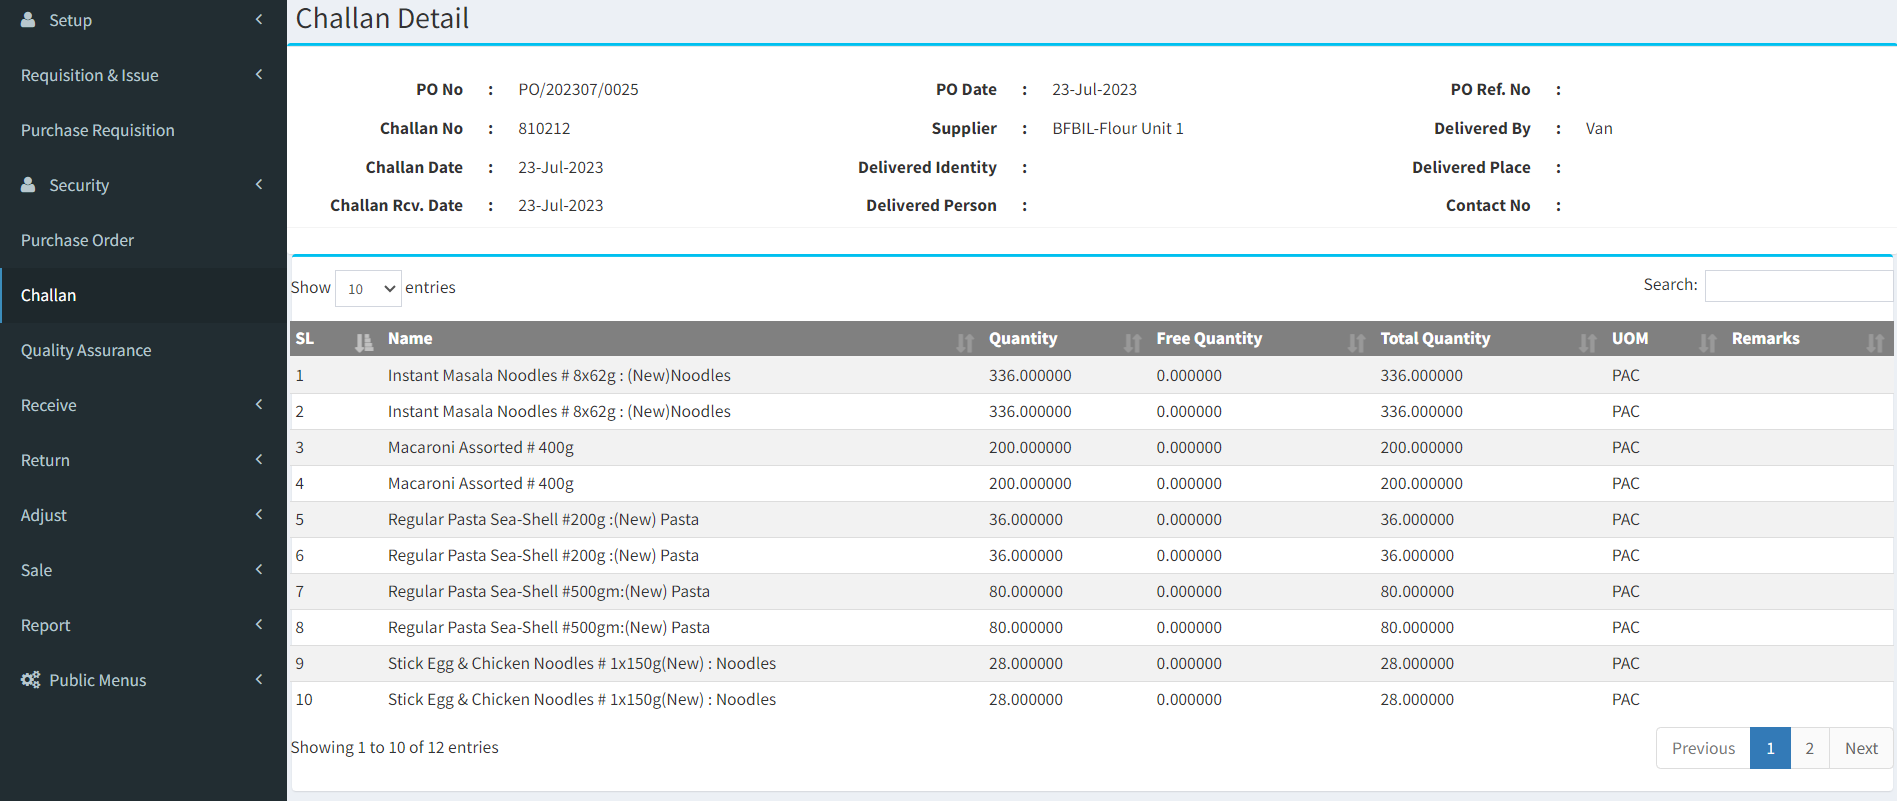 Setup
Requisition & Issue
Purchase Requisition
Security
Purchase Order
Challan
Quality Assurance
Receive
Return
Adjust
Sale
Report
Public Menus
Challan Detail
PO No : PO/202307/0025 PO Date : 23-Jul-2023 PO Ref. No :
Challan No : 810212 Supplier : BFBIL-Flour Unit 1 Delivered By : Van
Challan Date : 23-Jul-2023 Delivered Identity : Delivered Place :
Challan Rcv. Date : 23-Jul-2023 Delivered Person : Contact No :
Show 10 entries Search:
SL Name Quantity Free Quantity Total Quantity UOM Remarks
1 Instant Masala Noodles # 8x62g : (New)Noodles 336.000000 0.000000 336.000000 PAC
2 Instant Masala Noodles # 8x62g : (New)Noodles 336.000000 0.000000 336.000000 PAC
3 Macaroni Assorted # 400g 200.000000 0.000000 200.000000 PAC
4 Macaroni Assorted # 400g 200.000000 0.000000 200.000000 PAC
5 Regular Pasta Sea-Shell #200g :(New) Pasta 36.000000 0.000000 36.000000 PAC
6 Regular Pasta Sea-Shell #200g :(New) Pasta 36.000000 0.000000 36.000000 PAC
7 Regular Pasta Sea-Shell #500gm:(New) Pasta 80.000000 0.000000 80.000000 PAC
8 Regular Pasta Sea-Shell #500gm:(New) Pasta 80.000000 0.000000 80.000000 PAC
9 Stick Egg & Chicken Noodles # 1x150g(New) : Noodles 28.000000 0.000000 28.000000 PAC
10 Stick Egg & Chicken Noodles # 1x150g(New) : Noodles 28.000000 0.000000 28.000000 PAC
Showing 1 to 10 of 12 entries Previous 1 2 Next